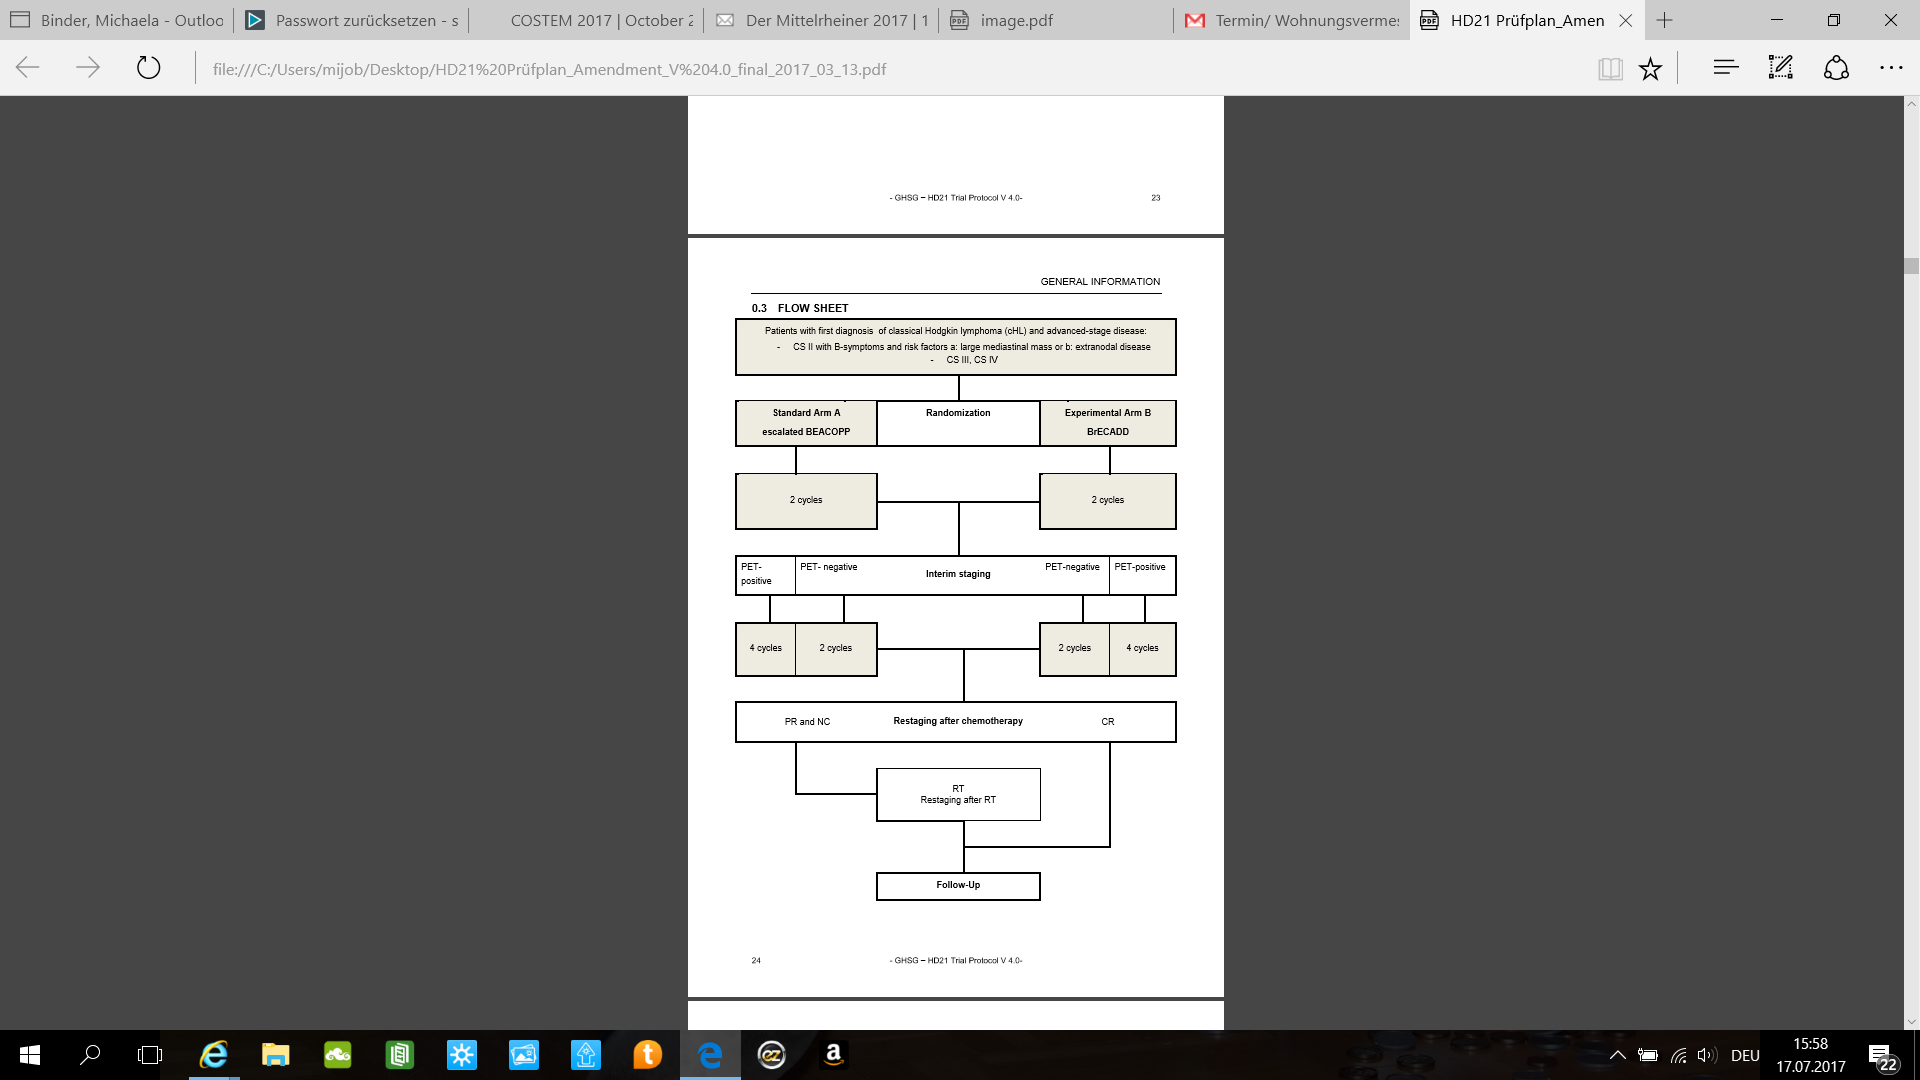 Binder, Michaela - Outloo
Passwort zurücksetzen - s
COSTEM 2017 | October 2
Der Mittelrheiner 2017 | 1
image.pdf
Termin/ Wohnungsvermes
HD21 Prüfplan_Amen
file:///C:/Users/mijob/Desktop/HD21%20Prüfplan_Amendment_V%204.0_final_2017_03_13.pdf
- GHSG – HD21 Trial Protocol V 4.0-
23
GENERAL INFORMATION
0.3 FLOW SHEET
Patients with first diagnosis of classical Hodgkin lymphoma (cHL) and advanced-stage disease:
- CS II with B-symptoms and risk factors a: large mediastinal mass or b: extranodal disease
- CS III, CS IV
Standard Arm A
escalated BEACOPP
Randomization
Experimental Arm B
BrECADD
2 cycles
2 cycles
PET-
positive
PET- negative
Interim staging
PET-negative
PET-positive
4 cycles
2 cycles
2 cycles
4 cycles
PR and NC
Restaging after chemotherapy
CR
RT
Restaging after RT
Follow-Up
24
- GHSG – HD21 Trial Protocol V 4.0-
DEU
15:58
17.07.2017
22